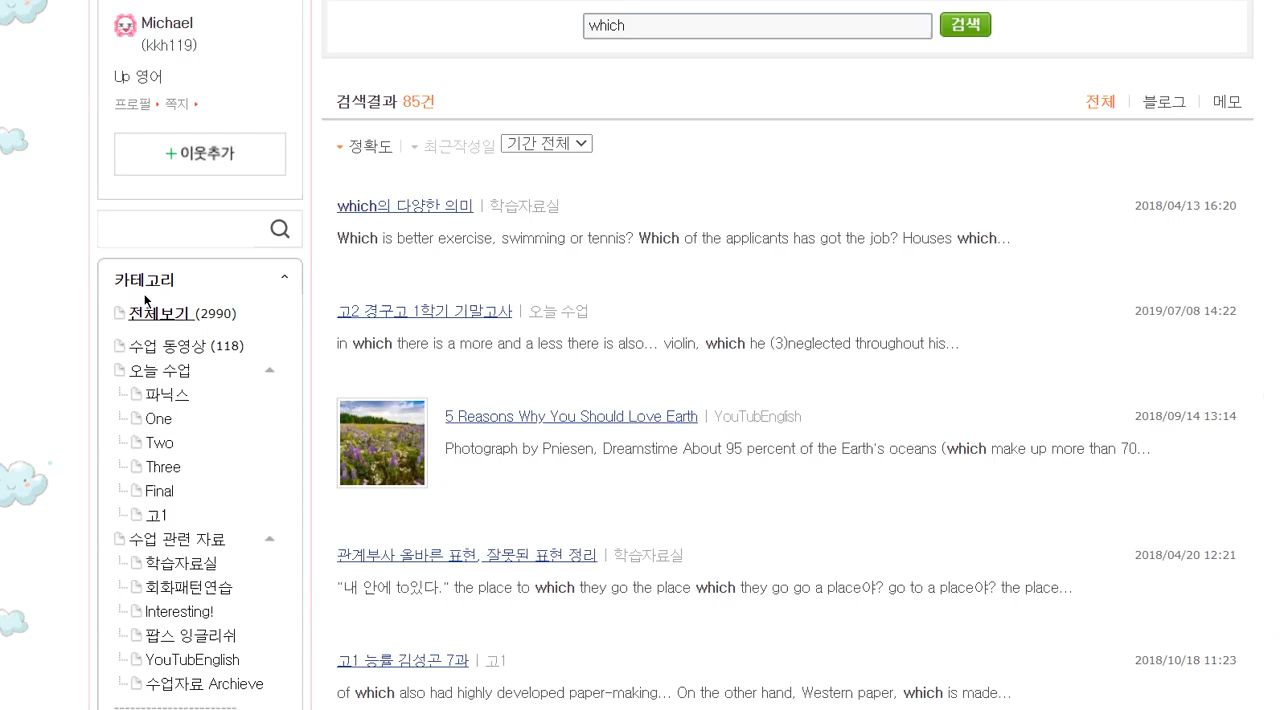 Michael
(kkh119)
Up 영어
프로필 • 쪽지 •
+ 이웃추가
카테고리
전체보기 (2990)
수업 동영상 (118)
오늘 수업
파닉스
One
Two
Three
Final
고1
수업 관련 자료
학습자료실
회화패턴연습
Interesting!
팝스 잉글리쉬
YouTubEnglish
수업자료 Archieve
which 검색
검색결과 85건 전체 | 블로그 | 메모
정확도 | 최근작성일 기간 전체
which의 다양한 의미 | 학습자료실 2018/04/13 16:20
Which is better exercise, swimming or tennis? Which of the applicants has got the job? Houses which...
고2 경구고 1학기 기말고사 | 오늘 수업 2019/07/08 14:22
in which there is a more and a less there is also... violin, which he (3)neglected throughout his...
5 Reasons Why You Should Love Earth | YouTubEnglish 2018/09/14 13:14
Photograph by Pniesen, Dreamstime About 95 percent of the Earth's oceans (which make up more than 70...
관계부사 올바른 표현, 잘못된 표현 정리 | 학습자료실 2018/04/20 12:21
"내 안에 to있다." the place to which they go the place which they go go a place야? go to a place야? the place...
고1 능률 김성곤 7과 | 고1 2018/10/18 11:23
of which also had highly developed paper-making... On the other hand, Western paper, which is made...